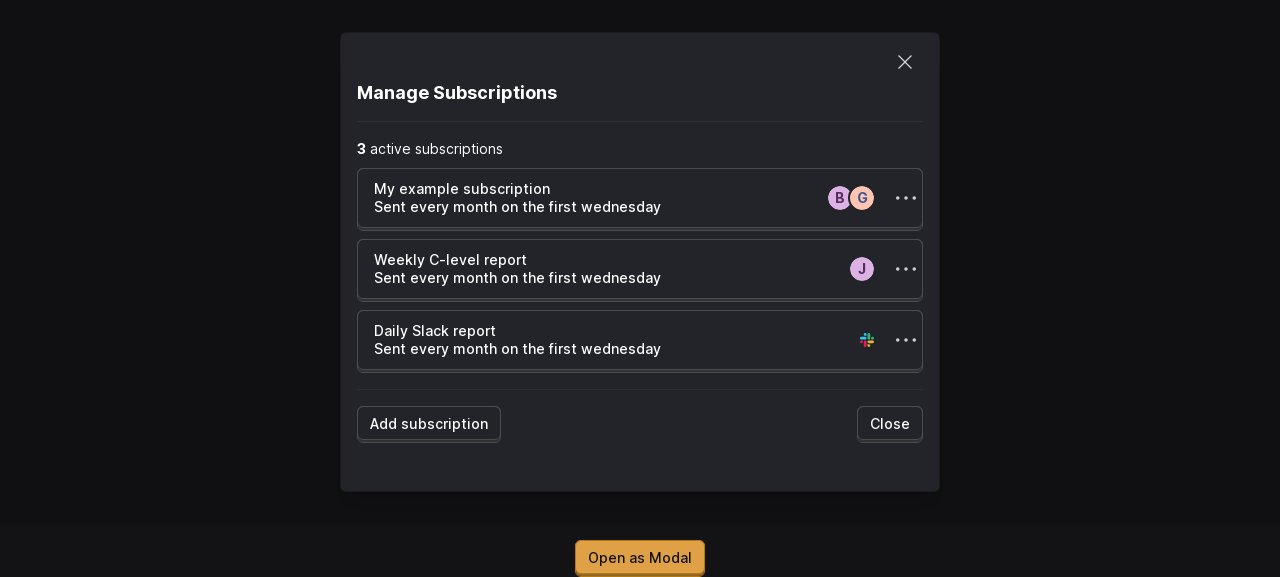 Manage Subscriptions
3 active subscriptions
My example subscription
Sent every month on the first wednesday
B G
Weekly C-level report
Sent every month on the first wednesday
J
Daily Slack report
Sent every month on the first wednesday
Add subscription
Close
Open as Modal